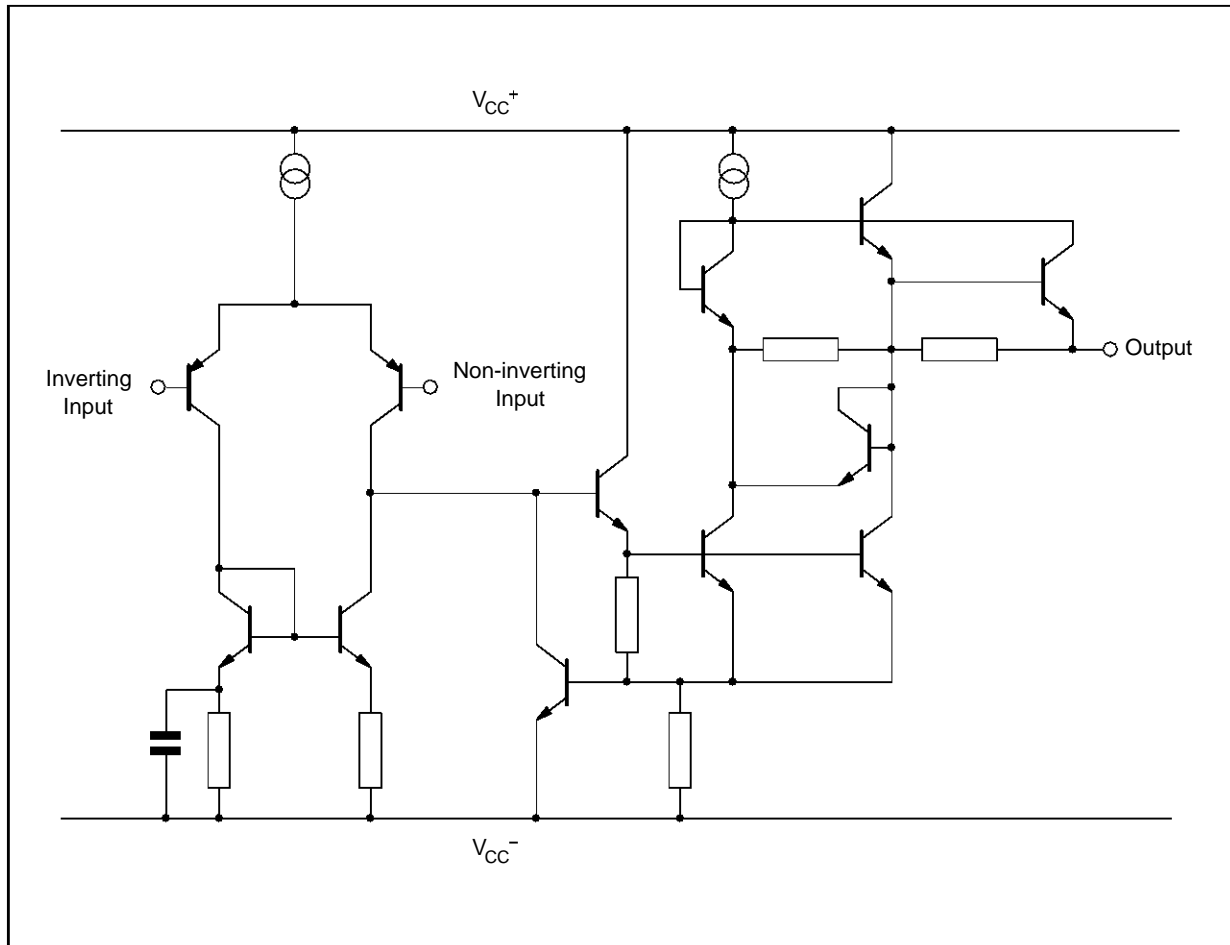 VCC+
Inverting
Input
Non-inverting
Input
Output
VCC−